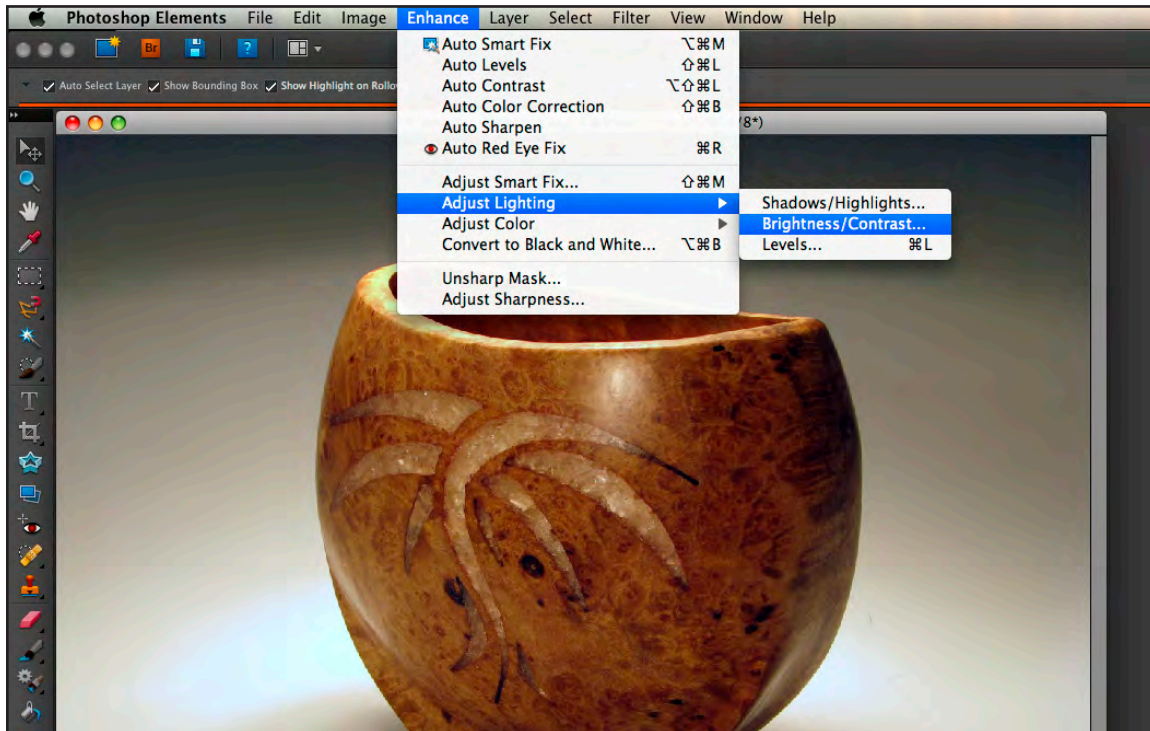 Photoshop Elements File Edit Image Enhance Layer Select Filter View Window Help
Br ?
Auto Select Layer Show Bounding Box Show Highlight on Rollo
/8*)
Auto Smart Fix ⌥⌘M
Auto Levels ⇧⌘L
Auto Contrast ⌥⇧⌘L
Auto Color Correction ⇧⌘B
Auto Sharpen
Auto Red Eye Fix ⌘R
Adjust Smart Fix... ⇧⌘M
Adjust Lighting
Adjust Color
Convert to Black and White... ⌥⌘B
Unsharp Mask...
Adjust Sharpness...
Shadows/Highlights...
Brightness/Contrast...
Levels... ⌘L
T